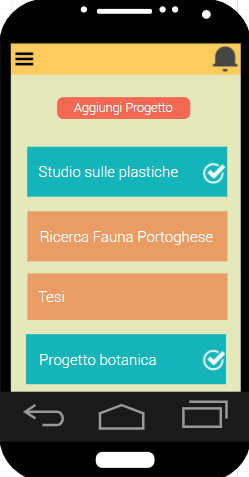 Aggiungi Progetto
Studio sulle plastiche
Ricerca Fauna Portoghese
Tesi
Progetto botanica